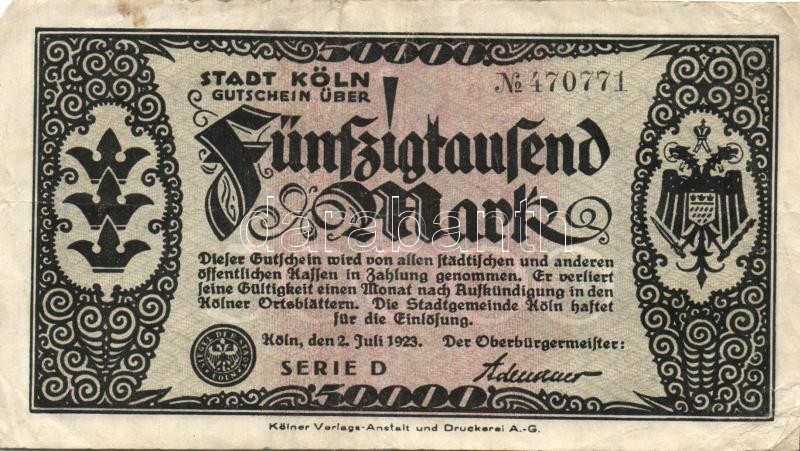 50000
STADT KÖLN
GUTSCHEIN ÜBER
№ 470771
Fünfzigtausend
Mark
darabanth
Dieser Gutschein wird von allen städtischen und anderen
öffentlichen Kassen in Zahlung genommen. Er verliert
seine Gültigkeit einen Monat nach Aufkündigung in den
Kölner Ortsblättern. Die Stadtgemeinde Köln haftet
für die Einlösung.
Köln, den 2. Juli 1923. Der Oberbürgermeister:
SERIE D
Adenauer
50000
Kölner Verlags-Anstalt und Druckerei A.-G.